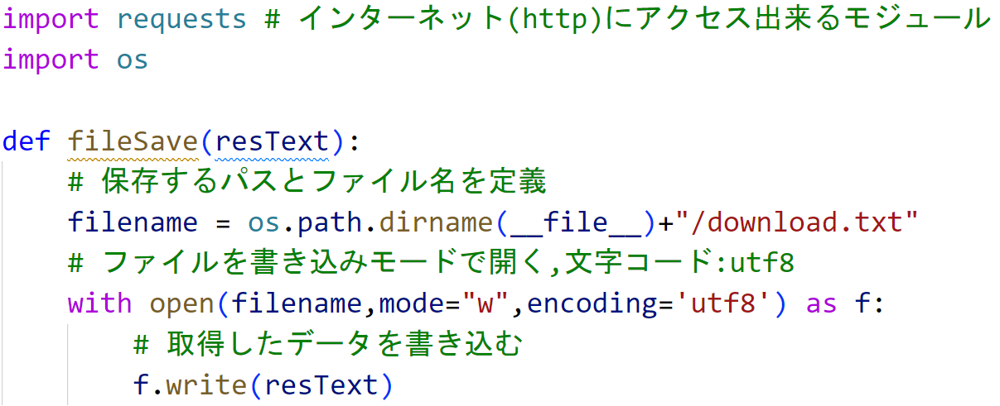 import requests # インターネット(http)にアクセス出来るモジュール
import os
def fileSave(resText):
# 保存するパスとファイル名を定義
filename = os.path.dirname(__file__)+"/download.txt"
# ファイルを書き込みモードで開く,文字コード:utf8
with open(filename,mode="w",encoding='utf8') as f:
# 取得したデータを書き込む
f.write(resText)